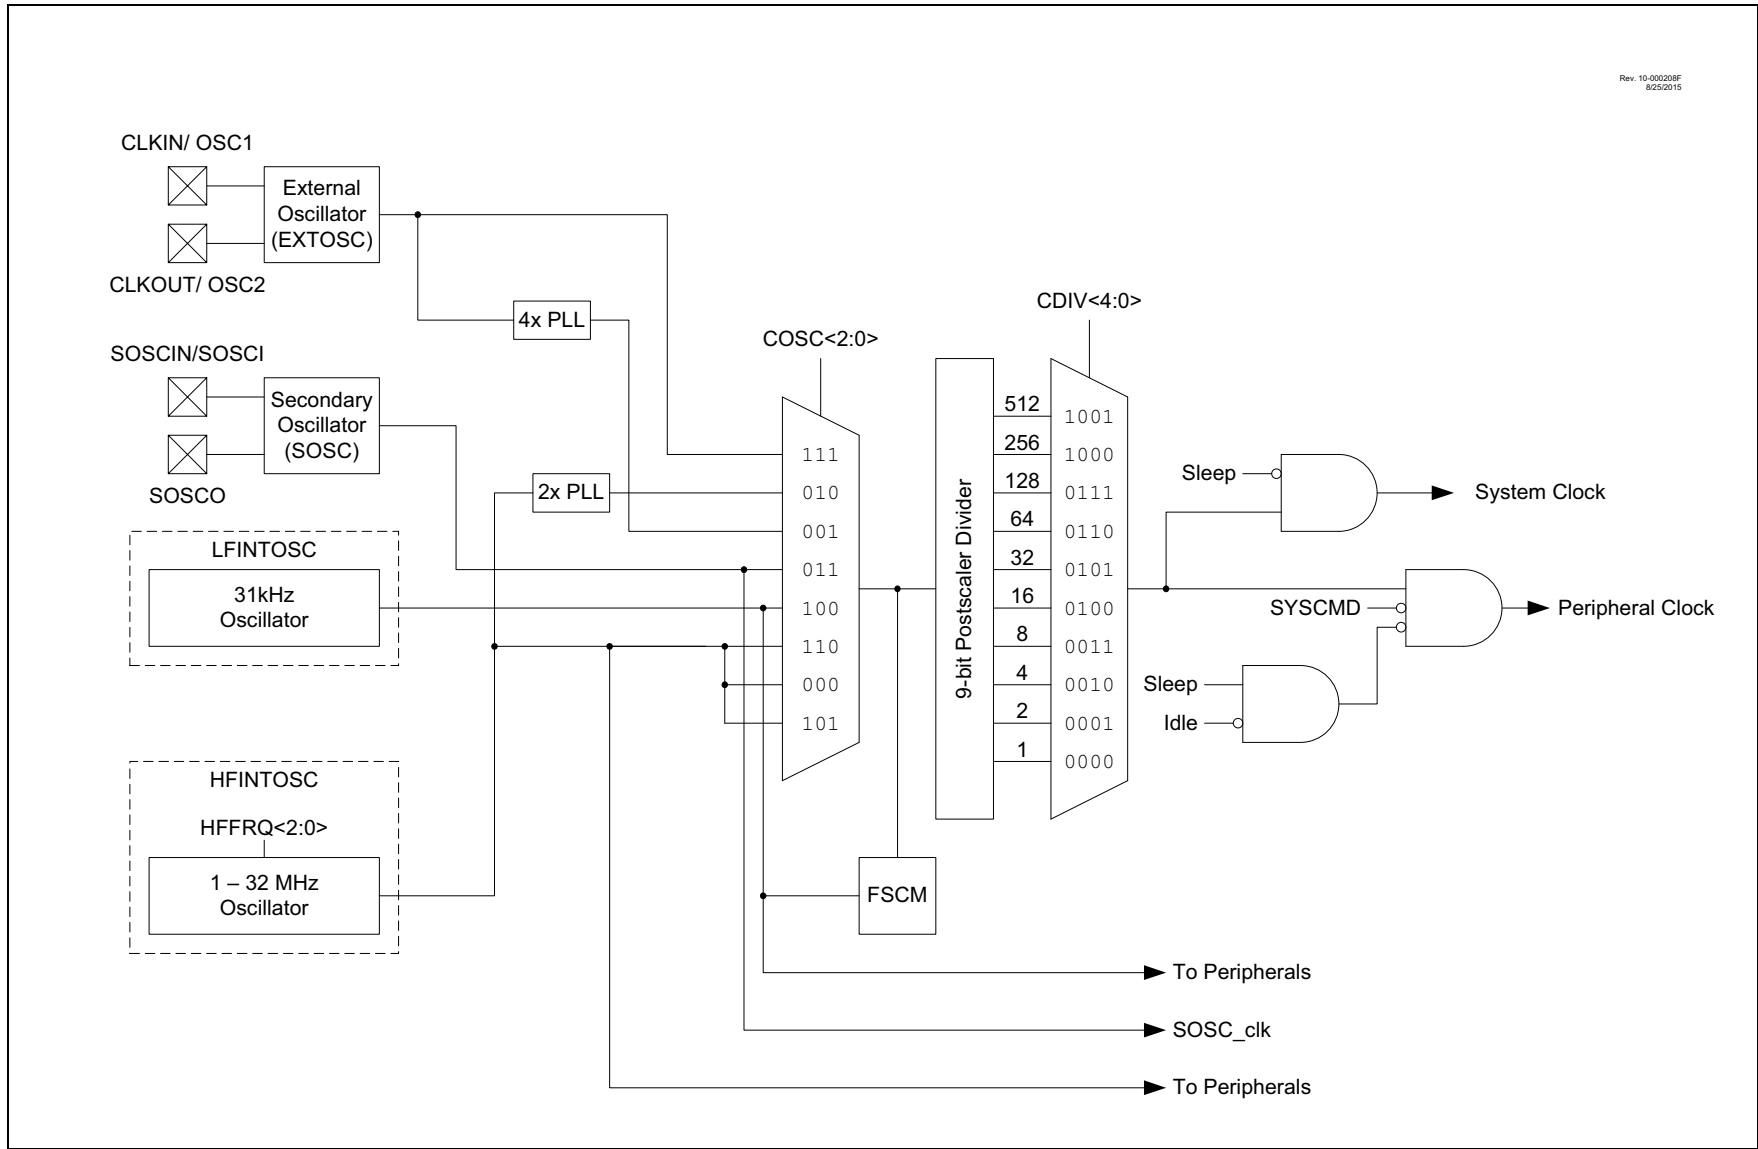 Rev. 10-000208F
8/25/2015
CLKIN/ OSC1
External
Oscillator
(EXTOSC)
CLKOUT/ OSC2
4x PLL
CDIV<4:0>
COSC<2:0>
SOSCIN/SOSCI
Secondary
Oscillator
(SOSC)
SOSCO
2x PLL
LFINTOSC
31kHz
Oscillator
HFINTOSC
HFFRQ<2:0>
1 – 32 MHz
Oscillator
111
010
001
011
100
110
000
101
FSCM
9-bit Postscaler Divider
512
256
128
64
32
16
8
4
2
1
1001
1000
0111
0110
0101
0100
0011
0010
0001
0000
Sleep
System Clock
SYSCMD
Peripheral Clock
Sleep
Idle
To Peripherals
SOSC_clk
To Peripherals